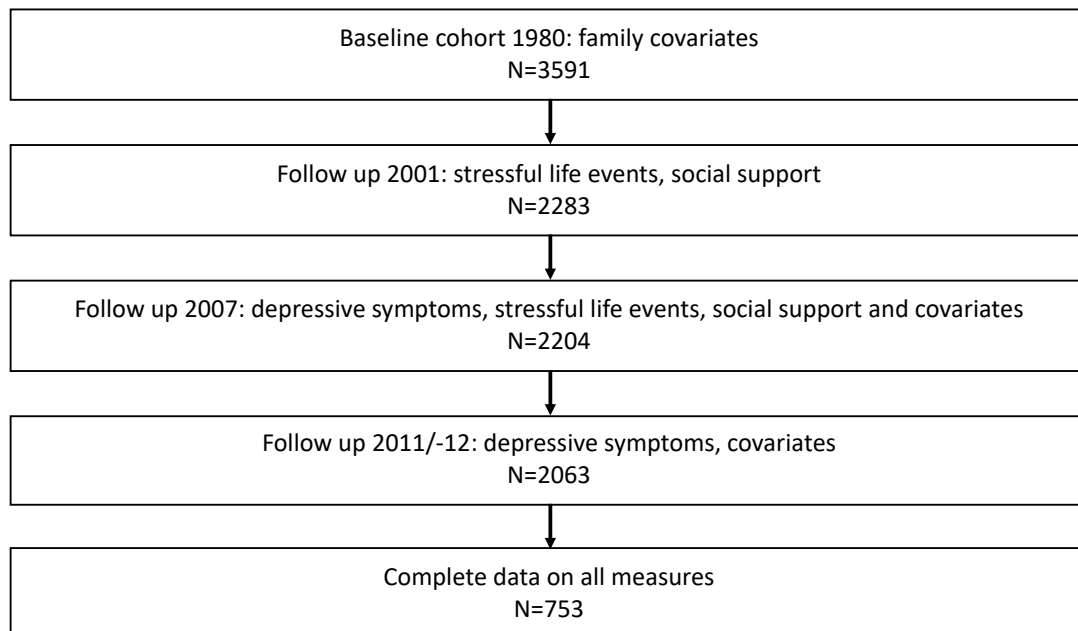 Baseline cohort 1980: family covariates
N=3591
Follow up 2001: stressful life events, social support
N=2283
Follow up 2007: depressive symptoms, stressful life events, social support and covariates
N=2204
Follow up 2011/-12: depressive symptoms, covariates
N=2063
Complete data on all measures
N=753